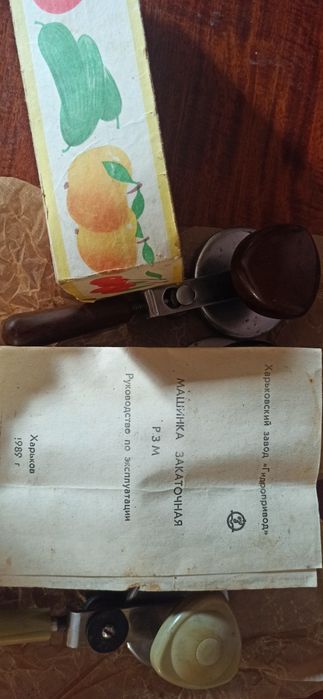 Харьковский завод «Гидропривод»
МАШИНКА ЗАКАТОЧНАЯ
РЗМ
Руководство по эксплуатации
Харьков
1989 г